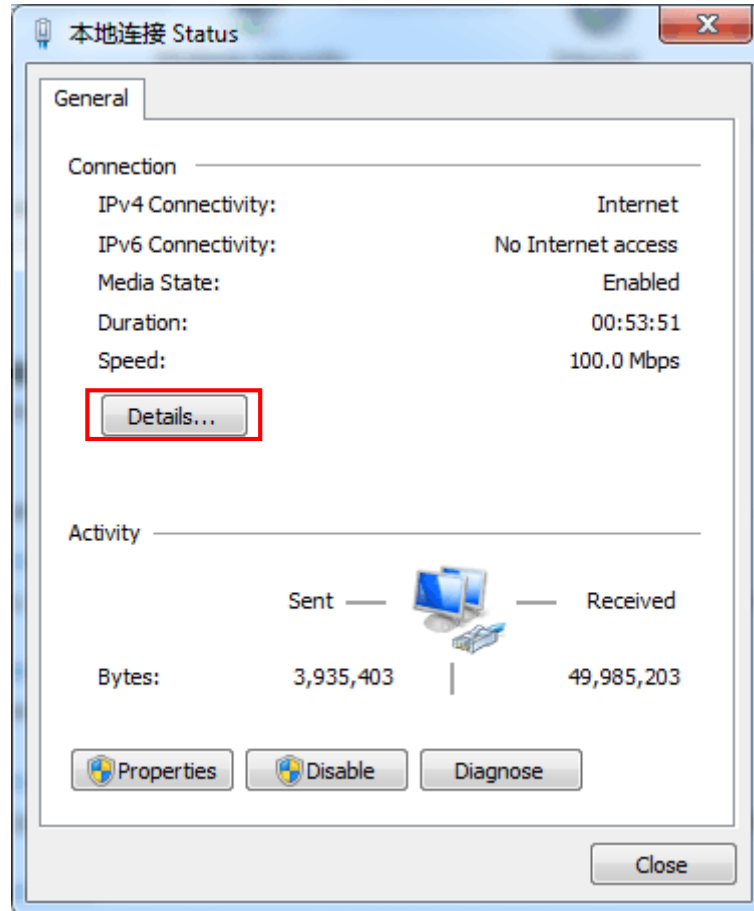 本地连接 Status
General
Connection
IPv4 Connectivity: Internet
IPv6 Connectivity: No Internet access
Media State: Enabled
Duration: 00:53:51
Speed: 100.0 Mbps
Details...
Activity
Sent Received
Bytes: 3,935,403 49,985,203
Properties Disable Diagnose
Close